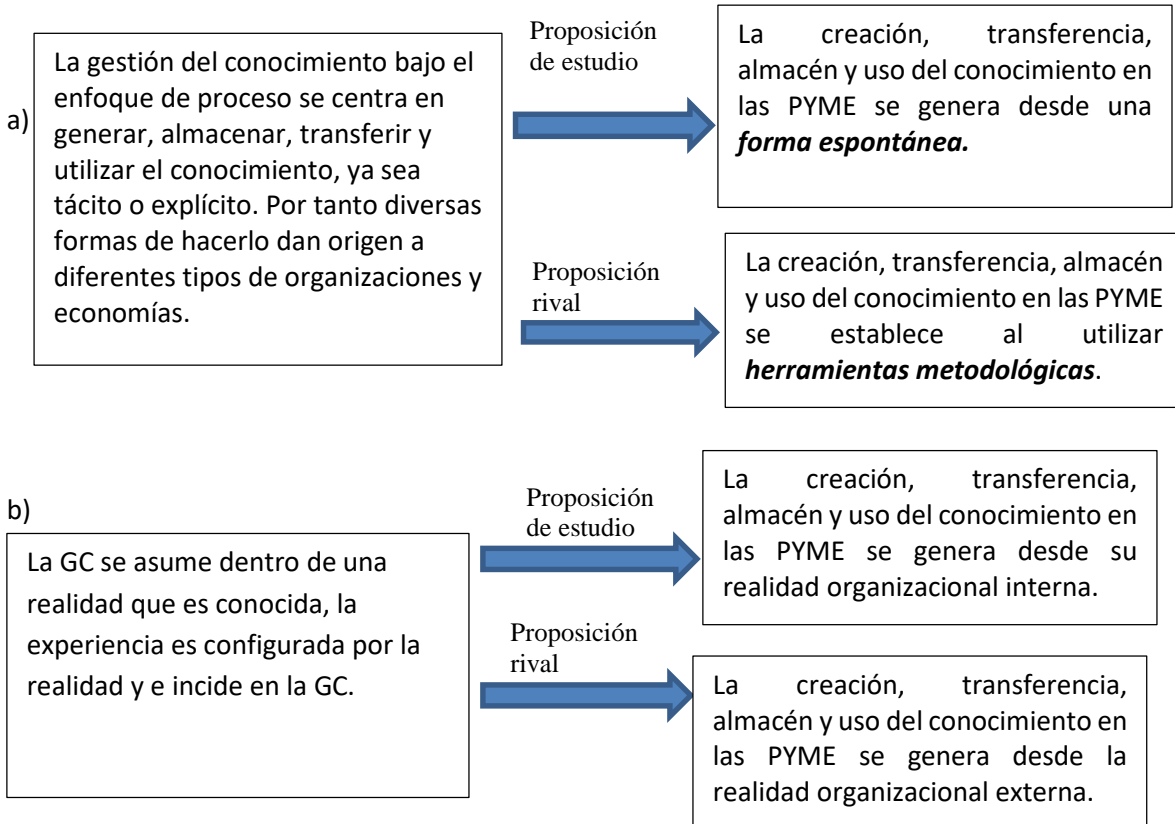 a)
La gestión del conocimiento bajo el
enfoque de proceso se centra en
generar, almacenar, transferir y
utilizar el conocimiento, ya sea
tácito o explícito. Por tanto diversas
formas de hacerlo dan origen a
diferentes tipos de organizaciones y
economías.
Proposición
de estudio
La creación, transferencia,
almacén y uso del conocimiento en
las PYME se genera desde una
forma espontánea.
Proposición
rival
La creación, transferencia, almacén
y uso del conocimiento en las PYME
se establece al utilizar
herramientas metodológicas.
b)
La GC se asume dentro de una
realidad que es conocida, la
experiencia es configurada por la
realidad y e incide en la GC.
Proposición
de estudio
La creación, transferencia,
almacén y uso del conocimiento en
las PYME se genera desde su
realidad organizacional interna.
Proposición
rival
La creación, transferencia,
almacén y uso del conocimiento en
las PYME se genera desde la
realidad organizacional externa.